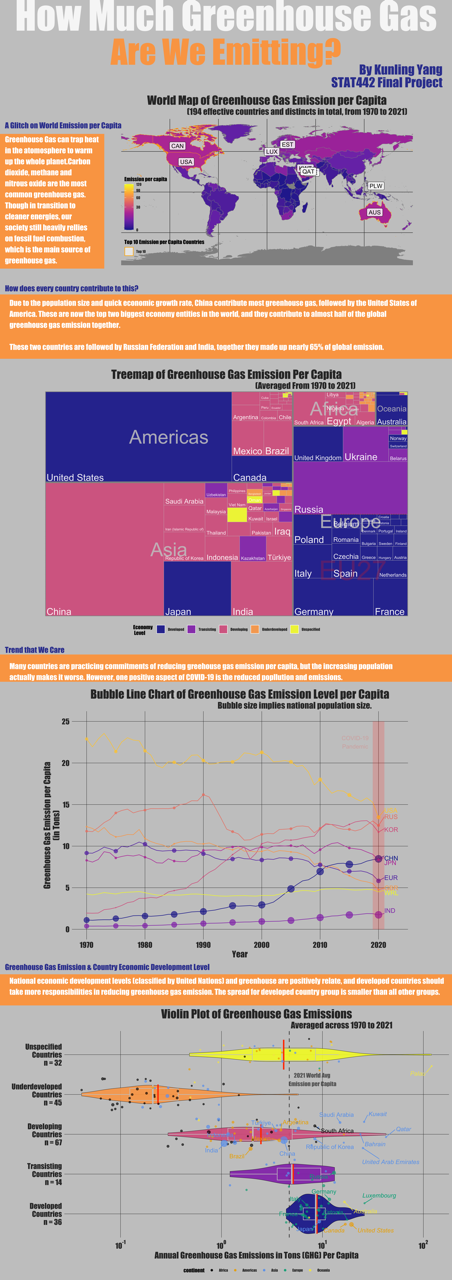 How Much Greenhouse Gas
Are We Emitting?
By Kunling Yang
STAT442 Final Project
World Map of Greenhouse Gas Emission per Capita
(194 effective countries and distincts in total, from 1970 to 2021)
A Glitch on World Emission per Capita
Greenhouse Gas can trap heat
in the atomosphere to warm
up the whole planet.Carbon
dioxide, methane and
nitrous oxide are the most
common greenhouse gas.
Though in transition to
cleaner energies, our
society still heavily relies
on fossil fuel combustion,
which is the main source of
greenhouse gas.
CAN
USA
LUX
EST
QAT
PLW
AUS
Emission per capita
Top 10 Emission per Capita Countries
Top 10
How does every country contribute to this?
Due to the population size and quick economic growth rate, China contribute most greenhouse gas, followed by the United States of
America. These are now the top two biggest economy entities in the world, and they contribute to almost half of the global
greenhouse gas emission together.
These two countries are followed by Russian Federation and India, together they made up nearly 65% of global emission.
Treemap of Greenhouse Gas Emission Per Capita
(Averaged From 1970 to 2021)
Americas
United States
Argentina
Chile
Mexico
Brazil
Canada
Africa
Libya
South Africa
Egypt
Algeria
Oceania
Australia
United Kingdom
Ukraine
Norway
Belarus
Russia
Europe
Poland
Romania
Czechia
Portugal
Ireland
Bulgaria
Sweden
Finland
Greece
Hungary
Austria
EU27
Italy
Spain
Netherlands
Germany
France
Asia
China
Saudi Arabia
Iran (Islamic Republic of)
Republic of Korea
Japan
Uzbekistan
Malaysia
Thailand
Indonesia
Philippines
Viet Nam
Qatar
Kuwait
Israel
Pakistan
Iraq
Kazakhstan
Türkiye
India
Economy
Level
Developed
Transisting
Developing
Underdeveloped
Unspecified
Trend that We Care
Many countries are practicing commitments of reducing greehouse gas emission per capita, but the increasing population
actually makes it worse. However, one positive aspect of COVID-19 is the reduced popllution and emissions.
Bubble Line Chart of Greenhouse Gas Emission Level per Capita
Bubble size implies national population size.
Greenhouse Gas Emission per Capita
(In Tons)
25
20
15
10
5
0
COVID-19
Pandemic
RUS
KOR
CHN
JPN
EUR
IND
1970
1980
1990
2000
2010
2020
Year
Greenhouse Gas Emission & Country Economic Development Level
National economic development levels (classified by United Nations) and greenhouse are positively relate, and developed countries should
take more responsibilities in reducing greenhouse gas emission. The spread for developed country group is smaller than all other groups.
Violin Plot of Greenhouse Gas Emissions
Averaged across 1970 to 2021
Unspecified
Countries
n = 32
Palau
2021 World Avg
Emission per Capita
Underdeveloped
Countries
n = 45
Developing
Countries
n = 67
Saudi Arabia
Kuwait
South Africa
Qatar
Republic of Korea
Bahrain
United Arab Emirates
India
Brazil
China
Transisting
Countries
n = 14
Developed
Countries
n = 36
Germany
Luxembourg
Australia
Canada
United States
Japan
10-1
100
101
102
Annual Greenhouse Gas Emissions in Tons (GHG) Per Capita
continent
Africa
Americas
Asia
Europe
Oceania